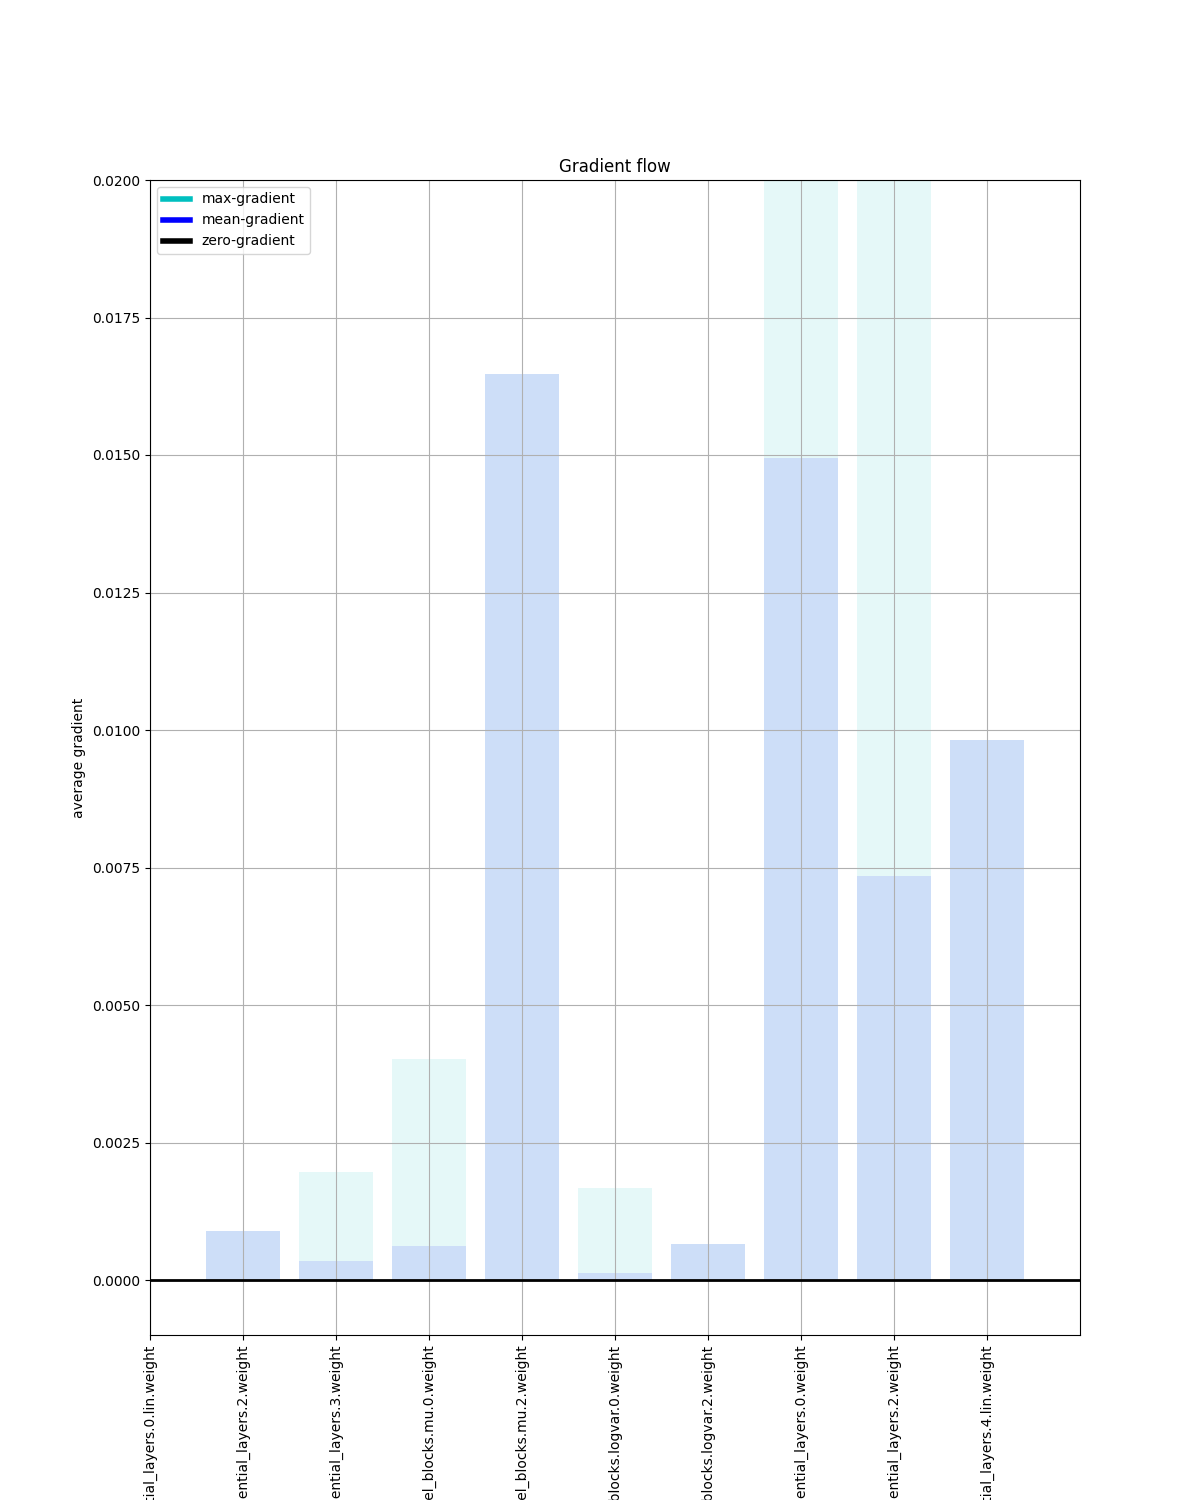 Gradient flow
max-gradient
mean-gradient
zero-gradient
0.0200
0.0175
0.0150
0.0125
0.0100
0.0075
0.0050
0.0025
0.0000
average gradient
tial_layers.0.lin.weight
ential_layers.2.weight
ential_layers.3.weight
el_blocks.mu.0.weight
el_blocks.mu.2.weight
blocks.logvar.0.weight
blocks.logvar.2.weight
ential_layers.0.weight
ential_layers.2.weight
tial_layers.4.lin.weight